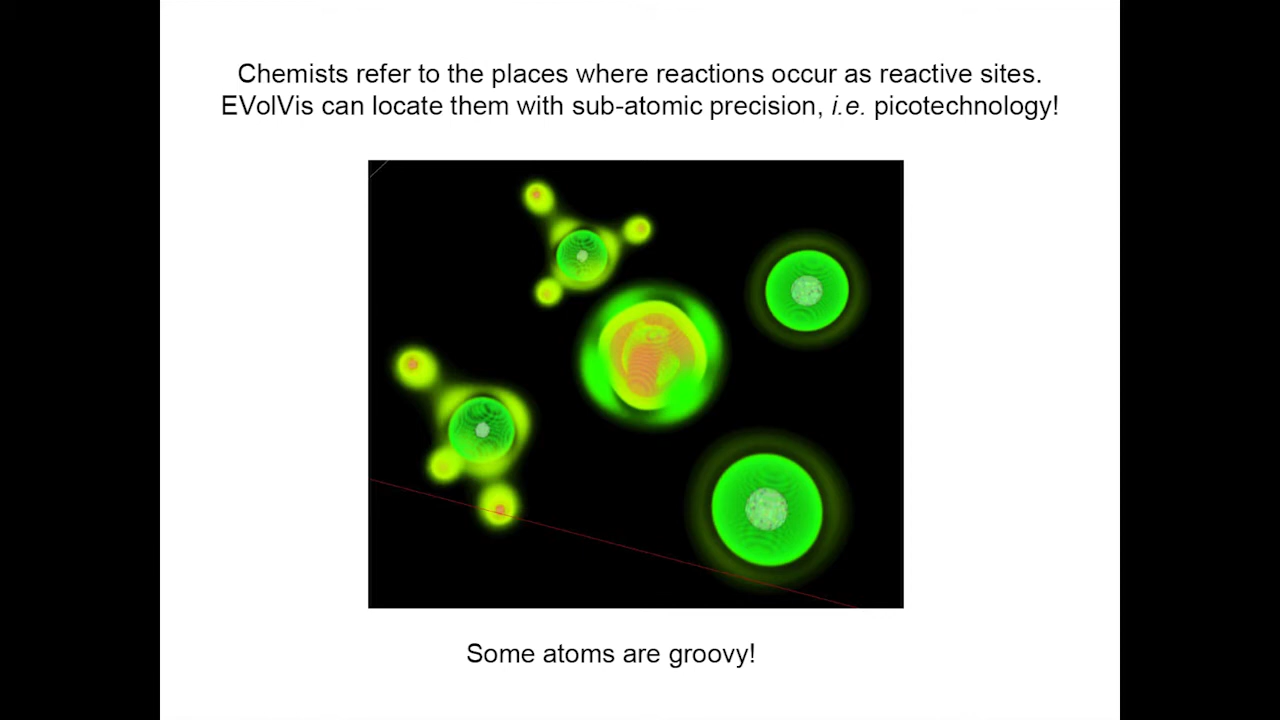 Chemists refer to the places where reactions occur as reactive sites.
EVolVis can locate them with sub-atomic precision, i.e. picotechnology!
Some atoms are groovy!